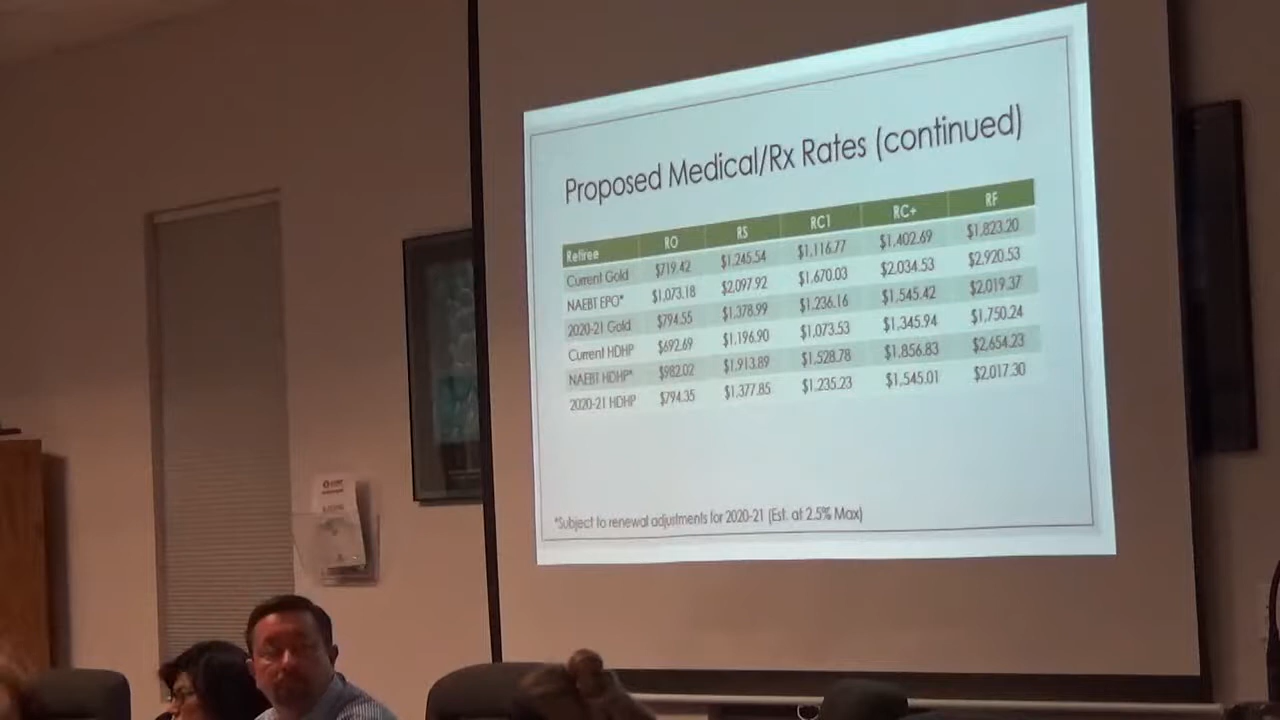 Proposed Medical/Rx Rates (continued)
Retiree RO RS RC1 RC+ RF
Current Gold $719.42 $1,245.54 $1,116.77 $1,402.69 $1,823.20
NAEBT EPO* $1,073.18 $2,097.92 $1,670.03 $2,034.53 $2,920.53
2020-21 Gold $794.55 $1,378.99 $1,236.16 $1,545.42 $2,019.37
Current HDHP $692.69 $1,196.90 $1,073.53 $1,345.94 $1,750.24
NAEBT HDHP* $982.02 $1,913.89 $1,528.78 $1,856.83 $2,654.23
2020-21 HDHP $794.35 $1,377.85 $1,235.23 $1,545.01 $2,017.30
*Subject to renewal adjustments for 2020-21 (Est. at 2.5% Max)